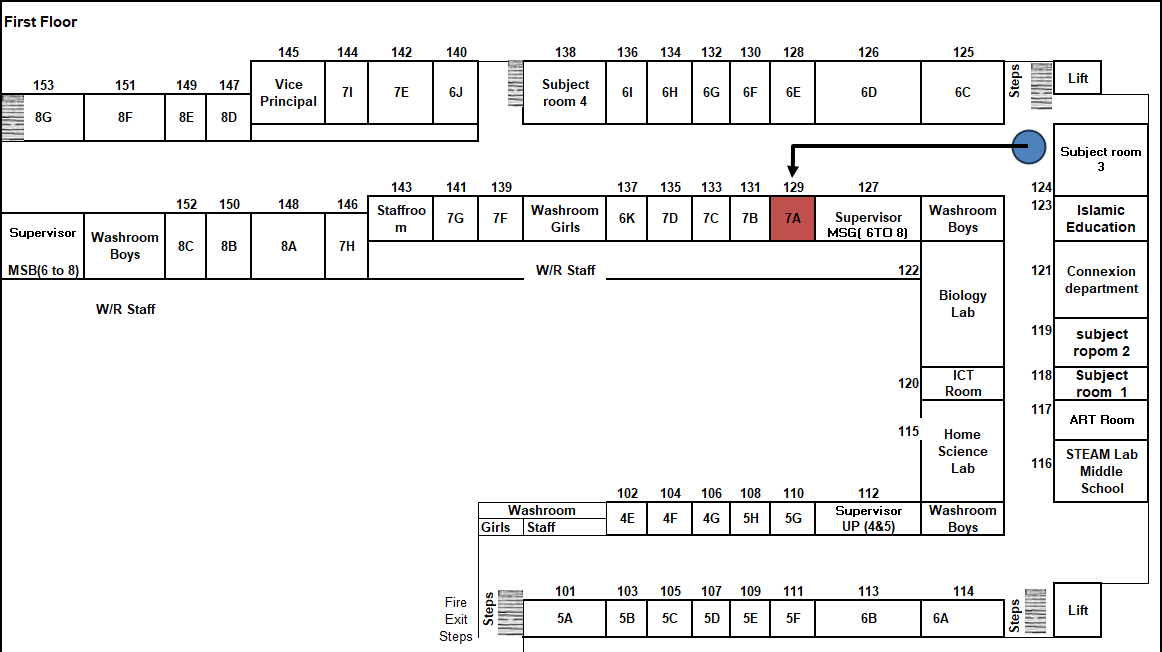 First Floor
145 144 142 140 138 136 134 132 130 128 126 125
Vice
Principal
7I 7E 6J
Subject
room 4
6I 6H 6G 6F 6E 6D 6C
Steps
Lift
153 151 149 147
8G 8F 8E 8D
Subject room
3
124
143 141 139 137 135 133 131 129 127
Staffroo
m
7G 7F
Washroom
Girls
6K 7D 7C 7B 7A
Supervisor
MSG( 6TO 8)
Washroom
Boys
123
Islamic
Education
152 150 148 146
Supervisor
MSB(6 to 8)
Washroom
Boys
8C 8B 8A 7H
W/R Staff
W/R Staff
122
Biology
Lab
121
Connexion
department
119
subject
ropom 2
120
ICT
Room
118
Subject
room 1
117
ART Room
115
Home
Science
Lab
116
STEAM Lab
Middle
School
102 104 106 108 110 112
Washroom
Girls Staff
4E 4F 4G 5H 5G
Supervisor
UP (4&5)
Washroom
Boys
101 103 105 107 109 111 113 114
Fire
Exit
Steps
Steps
5A 5B 5C 5D 5E 5F 6B 6A
Steps
Lift